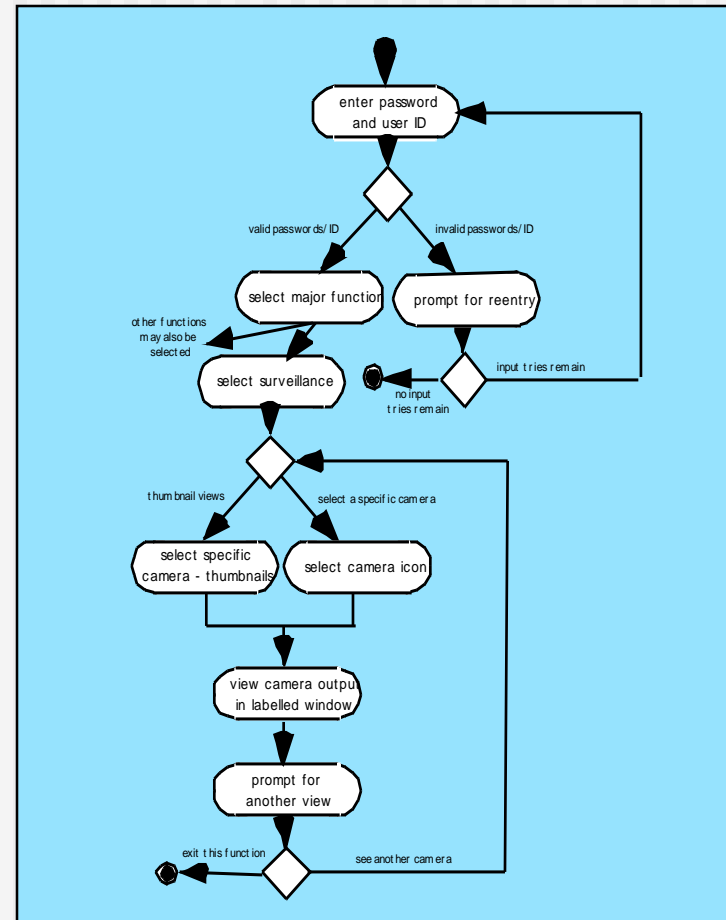 enter password
and user ID
valid passwords/ID
invalid passwords/ID
select major function
prompt for reentry
other functions
may also be
selected
input tries remain
no input
tries remain
select surveillance
thumbnail views
select a specific camera
select specific
camera - thumbnails
select camera icon
view camera output
in labelled window
prompt for
another view
exit this function
see another camera